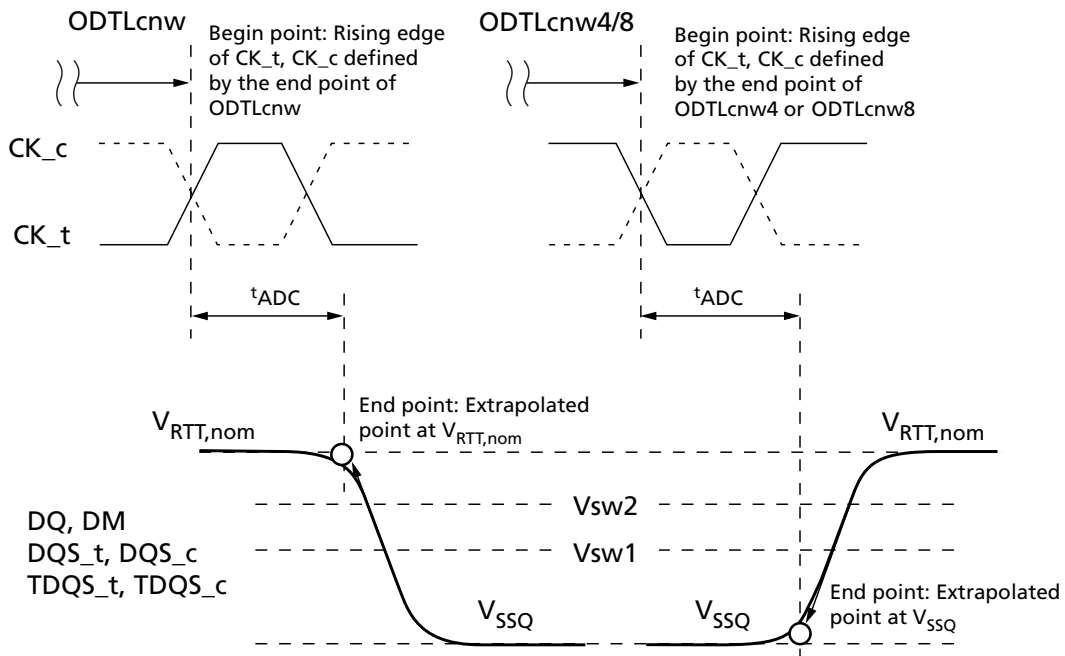 ODTLcnw
Begin point: Rising edge
of CK_t, CK_c defined
by the end point of
ODTLcnw
ODTLcnw4/8
Begin point: Rising edge
of CK_t, CK_c defined
by the end point of
ODTLcnw4 or ODTLcnw8
CK_c
CK_t
tADC
tADC
VRTT,nom
End point: Extrapolated
point at VRTT,nom
VRTT,nom
Vsw2
Vsw1
DQ, DM
DQS_t, DQS_c
TDQS_t, TDQS_c
VSSQ
VSSQ
End point: Extrapolated
point at VSSQ